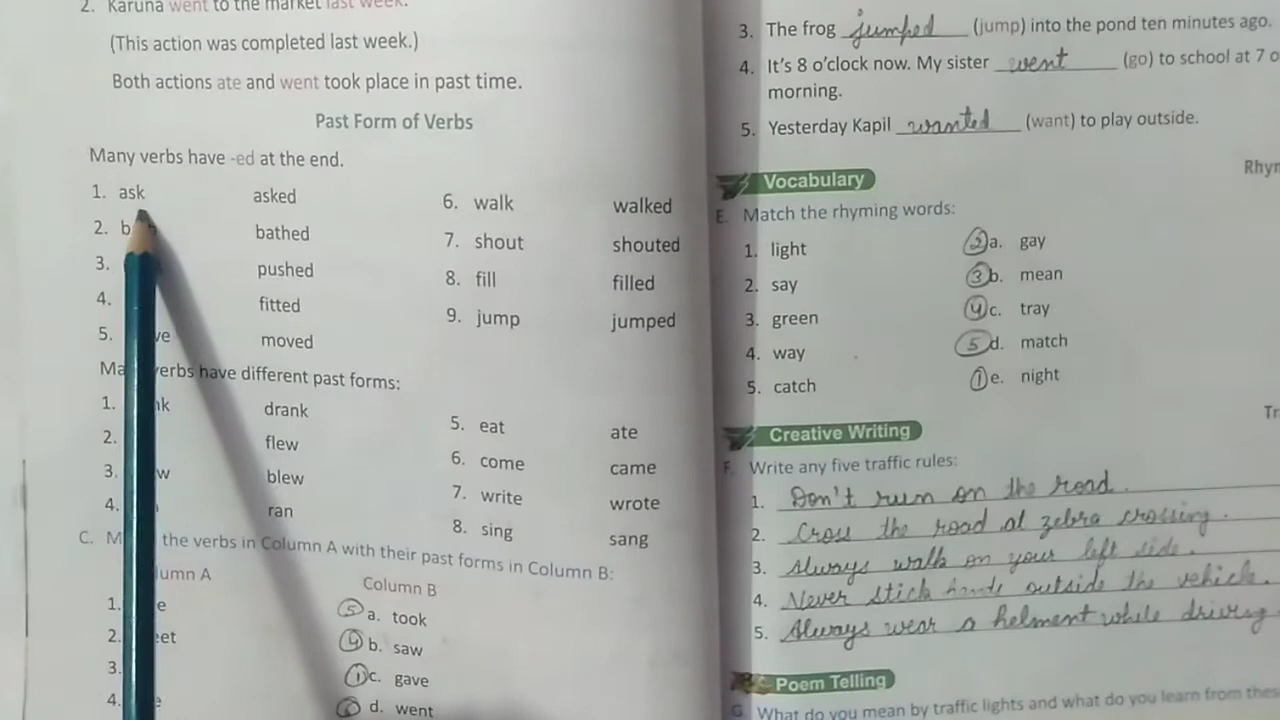 2. Karuna went to the market last week.
(This action was completed last week.)
Both actions ate and went took place in past time.
Past Form of Verbs
Many verbs have -ed at the end.
1. ask asked
2. bathed
3. pushed
4. fitted
5. moved
6. walk walked
7. shout shouted
8. fill filled
9. jump jumped
verbs have different past forms:
1. drank
2. flew
3. blew
4. ran
5. eat ate
6. come came
7. write wrote
8. sing sang
C. the verbs in Column A with their past forms in Column B:
Column B
1. 5 a. took
2. 4 b. saw
3. 1 c. gave
4. d. went
3. The frog jumped (jump) into the pond ten minutes ago.
4. It's 8 o'clock now. My sister went (go) to school at 7 o
morning.
5. Yesterday Kapil wanted (want) to play outside.
Vocabulary
Rhym
E. Match the rhyming words:
1. light 2 a. gay
2. say 3 b. mean
3. green 4 c. tray
4. way 5 d. match
5. catch 1 e. night
Creative Writing
Tr
F. Write any five traffic rules:
1. Don't run on the road.
2. Cross the road at zebra crossing.
3. Always walk on your left side.
4. Never stick hands outside the vehicle.
5. Always wear a helment while driving
Poem Telling
G. What do you mean by traffic lights and what do you learn from thes